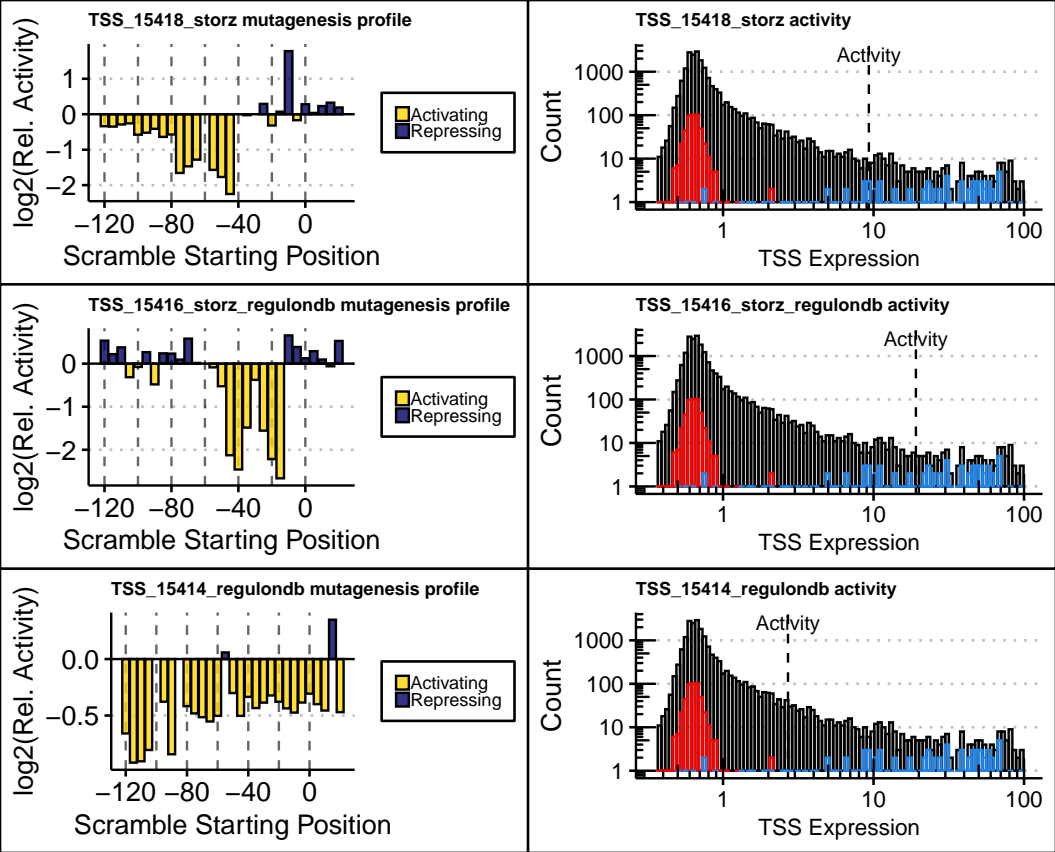 TSS_15418_storz mutagenesis profile
log2(Rel. Activity)
1
0
−1
−2
−120 −80 −40 0
Scramble Starting Position
Activating
Repressing
TSS_15418_storz activity
Activity
Count
1000
100
10
1
1 10 100
TSS Expression
TSS_15416_storz_regulondb mutagenesis profile
log2(Rel. Activity)
0
−1
−2
−120 −80 −40 0
Scramble Starting Position
Activating
Repressing
TSS_15416_storz_regulondb activity
Activity
Count
1000
100
10
1
1 10 100
TSS Expression
TSS_15414_regulondb mutagenesis profile
log2(Rel. Activity)
0.0
−0.5
−120 −80 −40 0
Scramble Starting Position
Activating
Repressing
TSS_15414_regulondb activity
Activity
Count
1000
100
10
1
1 10 100
TSS Expression